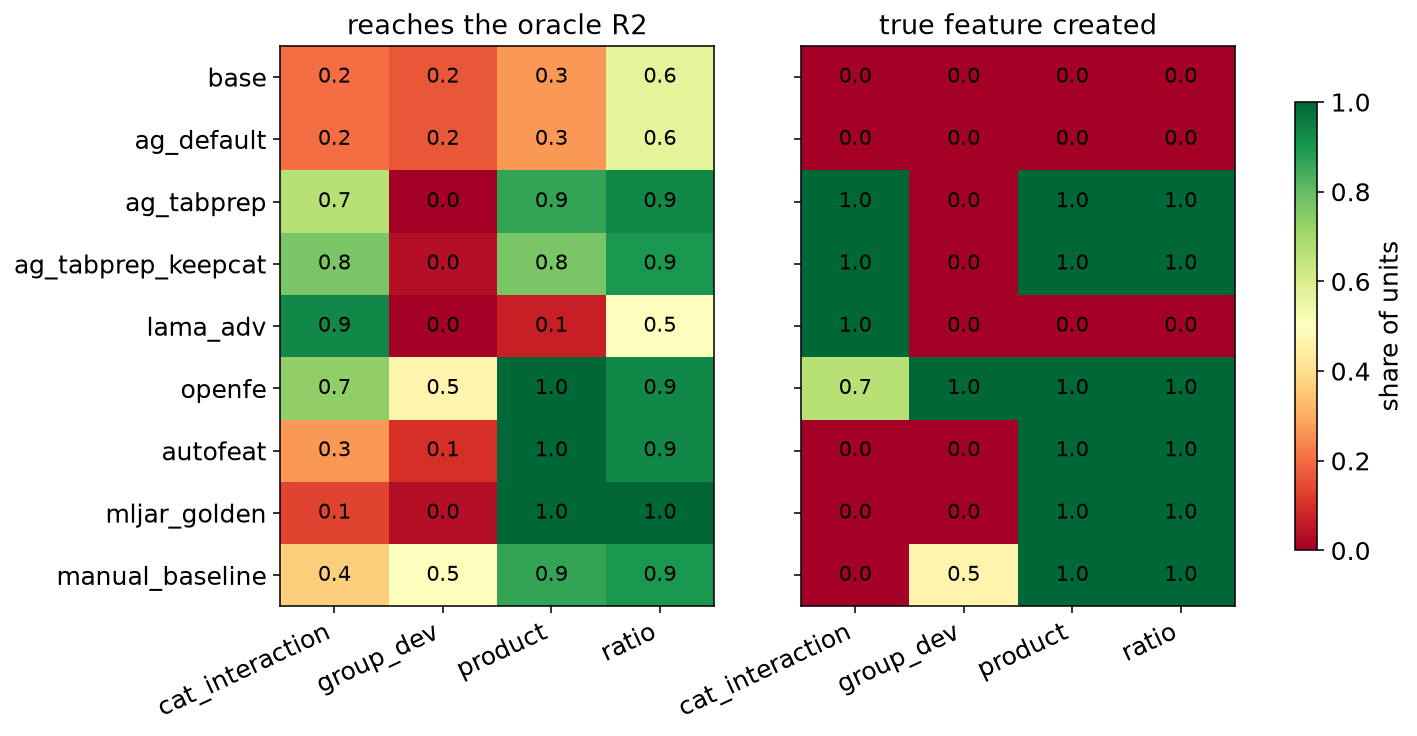 reaches the oracle R2
true feature created
base 0.2 0.2 0.3 0.6 0.0 0.0 0.0 0.0
ag_default 0.2 0.2 0.3 0.6 0.0 0.0 0.0 0.0
ag_tabprep 0.7 0.0 0.9 0.9 1.0 0.0 1.0 1.0
ag_tabprep_keepcat 0.8 0.0 0.8 0.9 1.0 0.0 1.0 1.0
lama_adv 0.9 0.0 0.1 0.5 1.0 0.0 0.0 0.0
openfe 0.7 0.5 1.0 0.9 0.7 1.0 1.0 1.0
autofeat 0.3 0.1 1.0 0.9 0.0 0.0 1.0 1.0
mljar_golden 0.1 0.0 1.0 1.0 0.0 0.0 1.0 1.0
manual_baseline 0.4 0.5 0.9 0.9 0.0 0.5 1.0 1.0
cat_interaction group_dev product ratio
cat_interaction group_dev product ratio
1.0
0.8
0.6
0.4
0.2
0.0
share of units